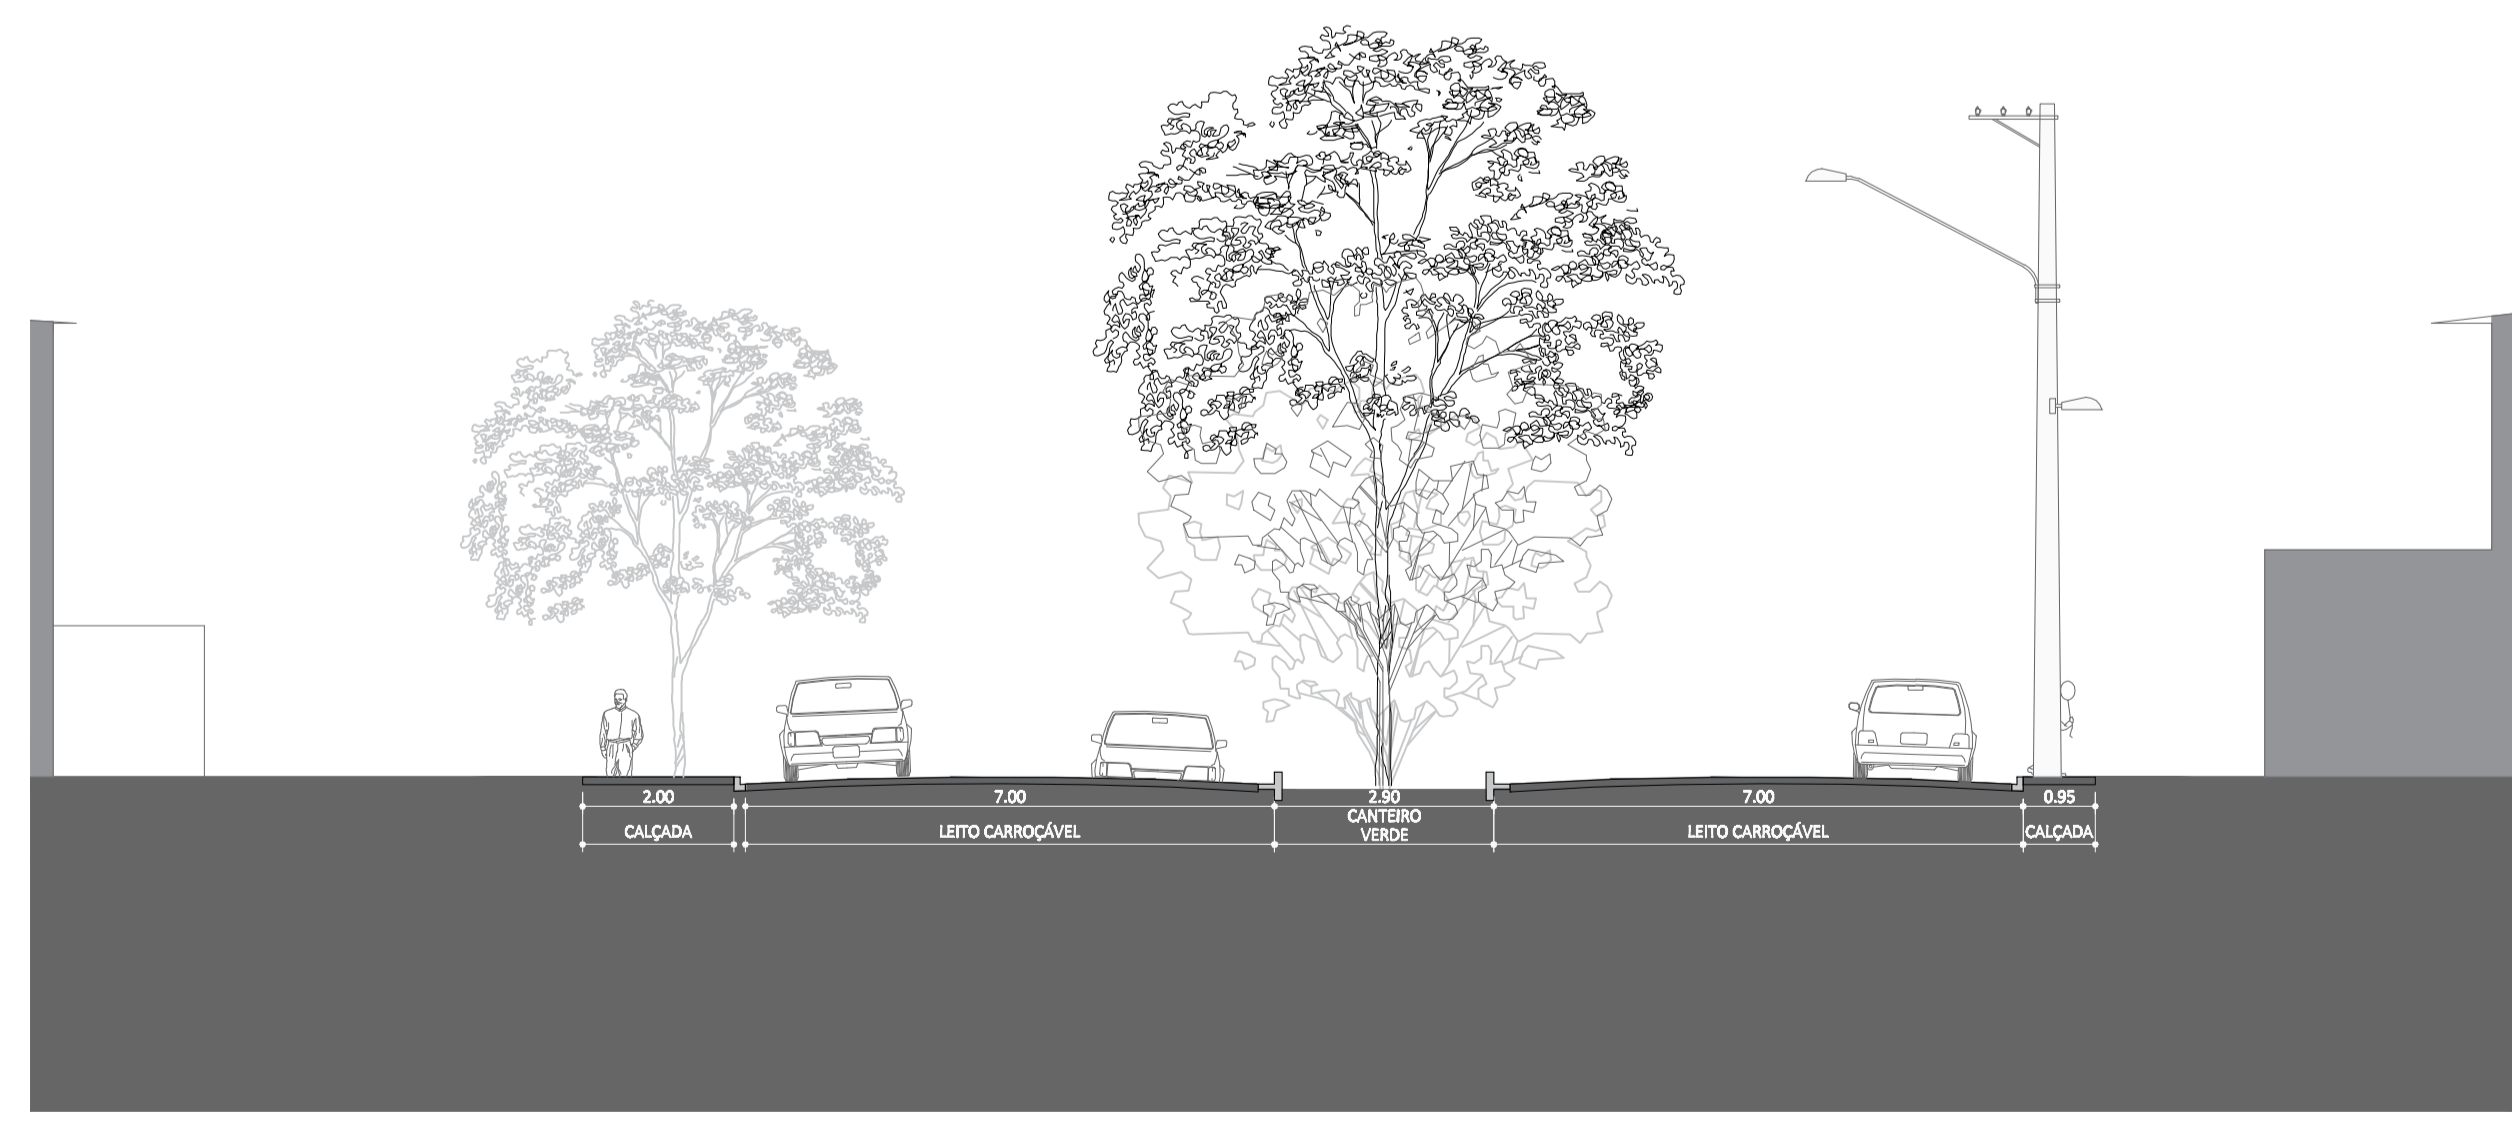 2.00
7.00
2.90
7.00
0.95
CALÇADA
LEITO CARROÇÁVEL
CANTEIRO
VERDE
LEITO CARROÇÁVEL
CALÇADA